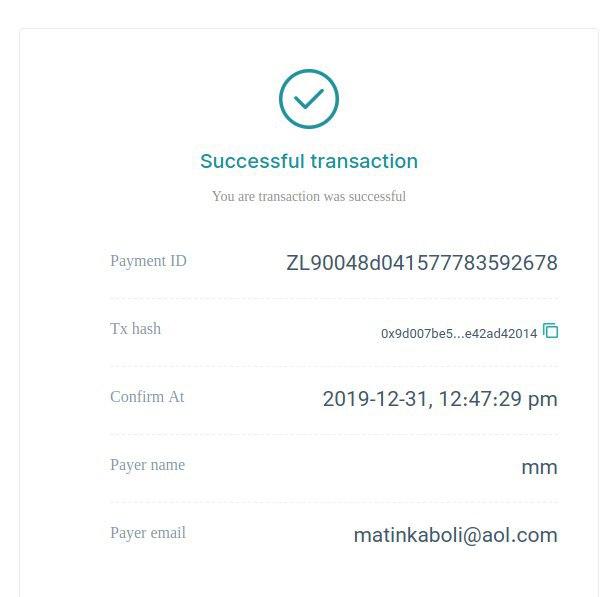 Successful transaction
You are transaction was successful
Payment ID ZL90048d041577783592678
Tx hash 0x9d007be5...e42ad42014
Confirm At 2019-12-31, 12:47:29 pm
Payer name mm
Payer email matinkaboli@aol.com